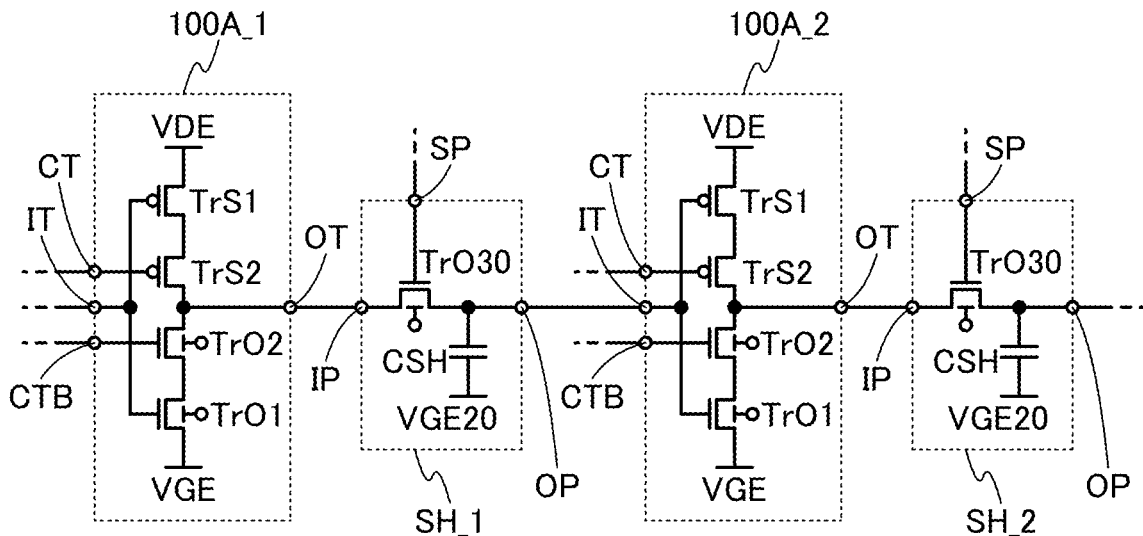 100A_1
100A_2
VDE
SP
VDE
SP
CT
TrS1
CT
TrS1
IT
OT
IT
OT
TrS2
TrO30
TrS2
TrO30
TrO2
TrO2
CTB
IP
CSH
CTB
IP
CSH
TrO1
VGE20
TrO1
VGE20
VGE
OP
VGE
OP
SH_1
SH_2